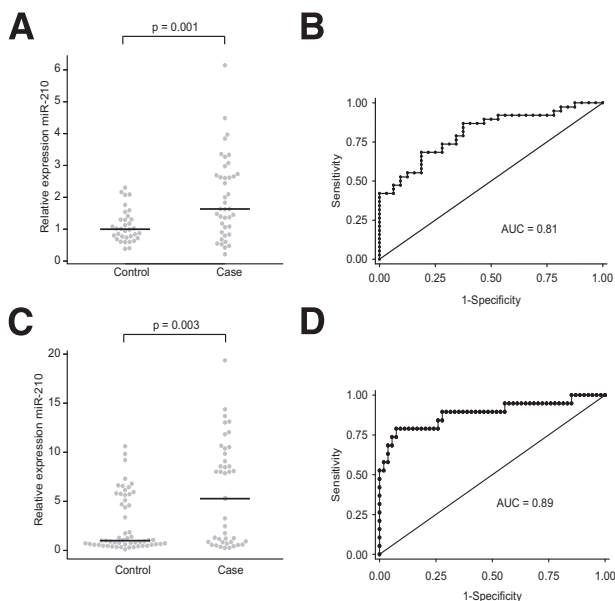 A
p = 0.001
Relative expression miR-210
6
5
4
3
2
1
0
Control
Case
B
Sensitivity
1.00
0.75
0.50
0.25
0.00
AUC = 0.81
0.00
0.25
0.50
0.75
1.00
1-Specificity
C
p = 0.003
Relative expression miR-210
20
15
10
5
0
Control
Case
D
Sensitivity
1.00
0.75
0.50
0.25
0.00
AUC = 0.89
0.00
0.25
0.50
0.75
1.00
1-Specificity